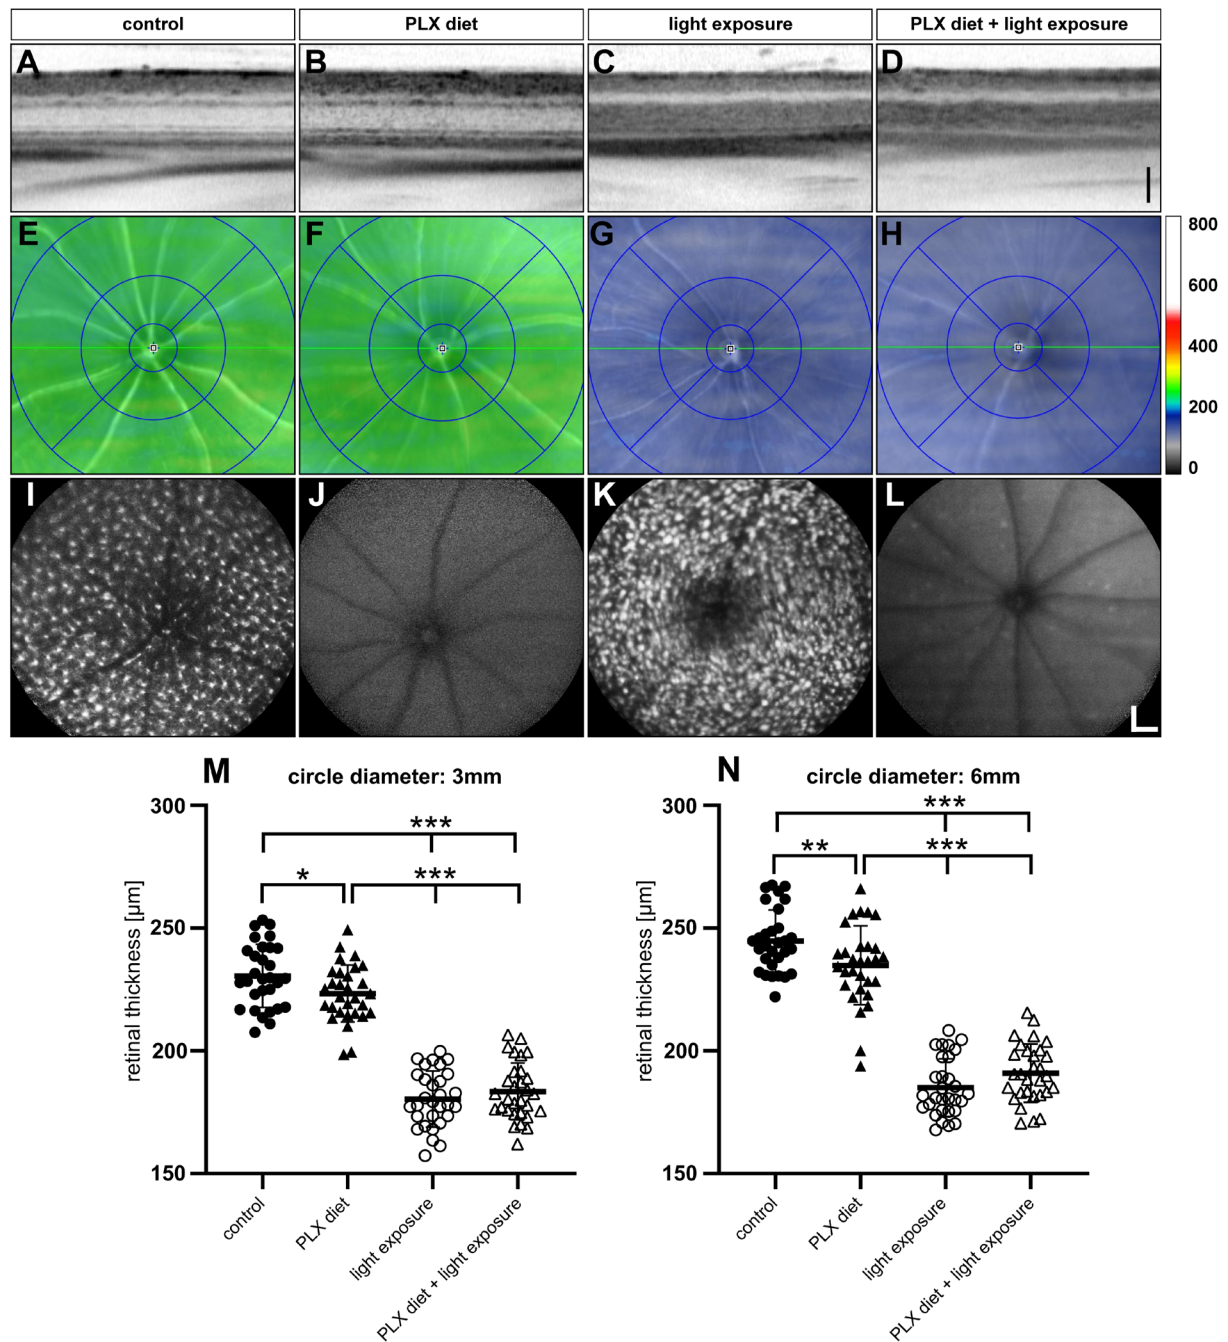 control PLX diet light exposure PLX diet + light exposure
A B C D
E F G H
800
600
400
200
0
I J K L
M circle diameter: 3mm
N circle diameter: 6mm
retinal thickness [µm]
300
250
200
150
***
* ***
control
PLX diet
light exposure
PLX diet + light exposure
retinal thickness [µm]
300
250
200
150
***
** ***
control
PLX diet
light exposure
PLX diet + light exposure